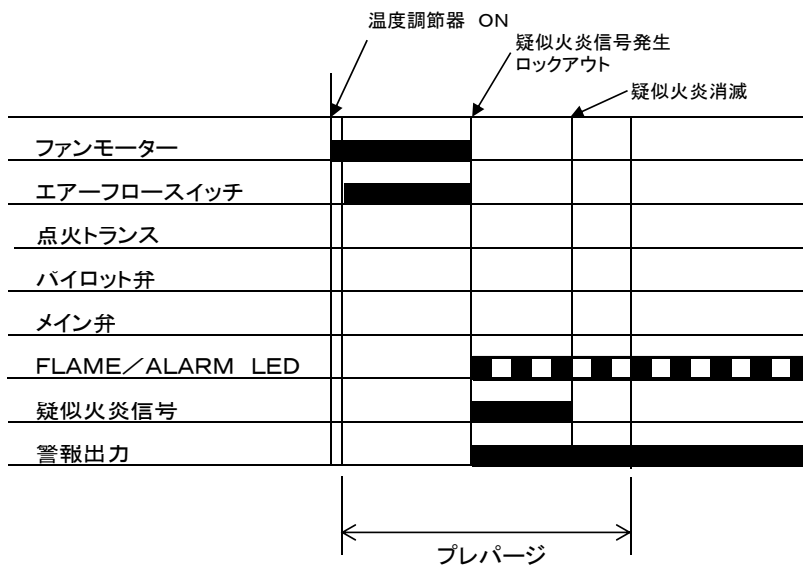 温度調節器 ON
疑似火炎信号発生
ロックアウト
疑似火炎消滅
ファンモーター
エアーフロースイッチ
点火トランス
パイロット弁
メイン弁
FLAME/ALARM LED
疑似火炎信号
警報出力
プレパージ